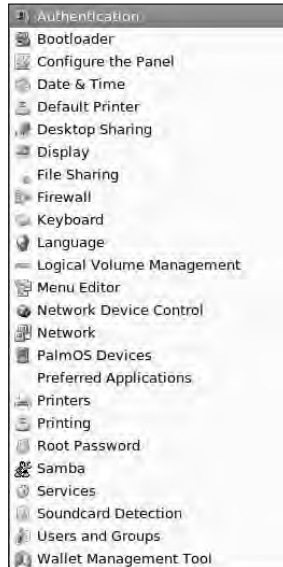 Authentication
Bootloader
Configure the Panel
Date & Time
Default Printer
Desktop Sharing
Display
File Sharing
Firewall
Keyboard
Language
Logical Volume Management
Menu Editor
Network Device Control
Network
PalmOS Devices
Preferred Applications
Printers
Printing
Root Password
Samba
Services
Soundcard Detection
Users and Groups
Wallet Management Tool